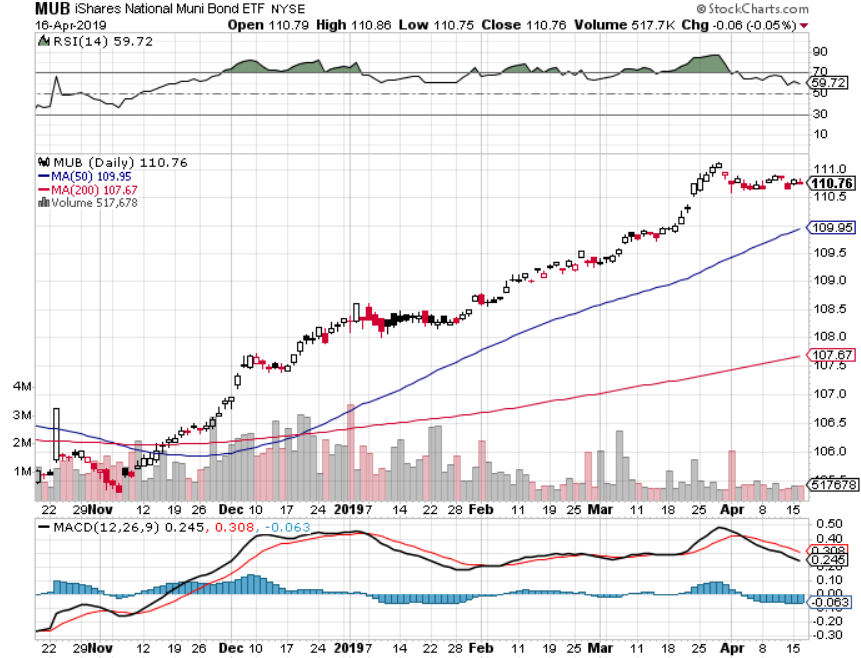 MUB iShares National Muni Bond ETF NYSE © StockCharts.com
16-Apr-2019 Open 110.79 High 110.86 Low 110.75 Close 110.76 Volume 517.7K Chg -0.06 (-0.05%)
RSI(14) 59.72
90
70
59.72
50
30
10
MUB (Daily) 110.76
MA(50) 109.95
MA(200) 107.67
Volume 517,678
111.0
110.76
110.5
109.95
109.5
109.0
108.5
108.0
107.67
107.5
107.0
106.5
106.0
517678
4M
3M
2M
1M
22 29 Nov 12 19 26 Dec 10 17 24 2019 7 14 22 28 Feb 11 19 25 Mar 11 18 25 Apr 8 15
MACD(12,26,9) 0.245, 0.308, -0.063
0.50
0.40
0.308
0.245
0.20
0.10
0.00
-0.063
-0.20
-0.30
22 29 Nov 12 19 26 Dec 10 17 24 2019 7 14 22 28 Feb 11 19 25 Mar 11 18 25 Apr 8 15